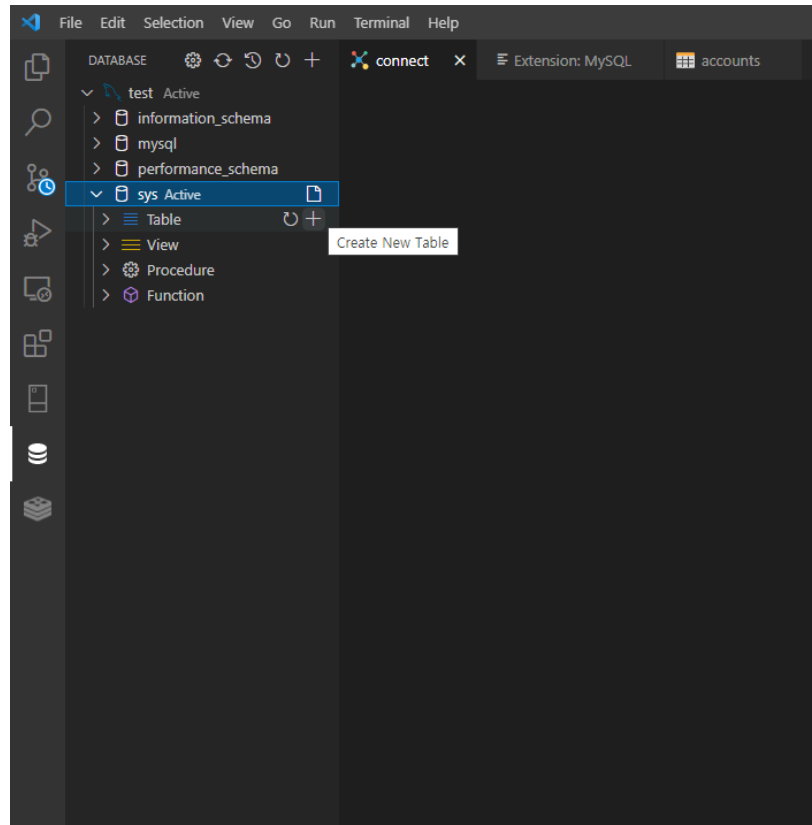 File Edit Selection View Go Run Terminal Help
DATABASE
connect
Extension: MySQL
accounts
test Active
information_schema
mysql
performance_schema
sys Active
Table
Create New Table
View
Procedure
Function